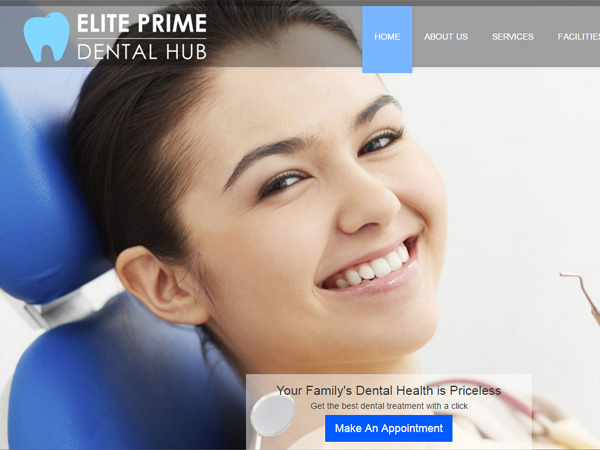 ELITE PRIME
DENTAL HUB
HOME ABOUT US SERVICES FACILITIES
Your Family's Dental Health is Priceless
Get the best dental treatment with a click
Make An Appointment